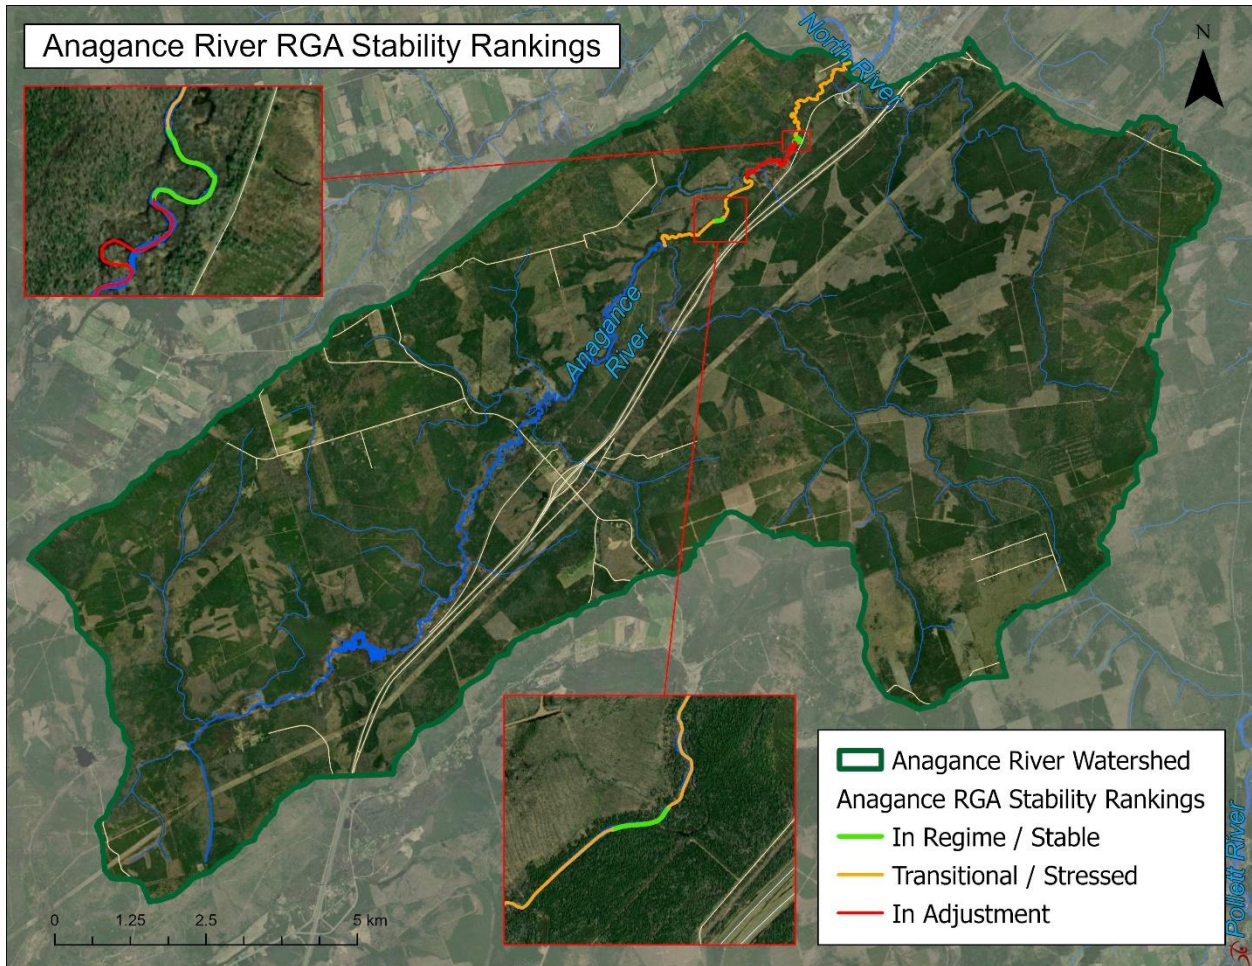 Anagance River RGA Stability Rankings
North River
N
Anagance
River
Anagance River Watershed
Anagance RGA Stability Rankings
In Regime / Stable
Transitional / Stressed
In Adjustment
0 1.25 2.5 5 km
Pollett River